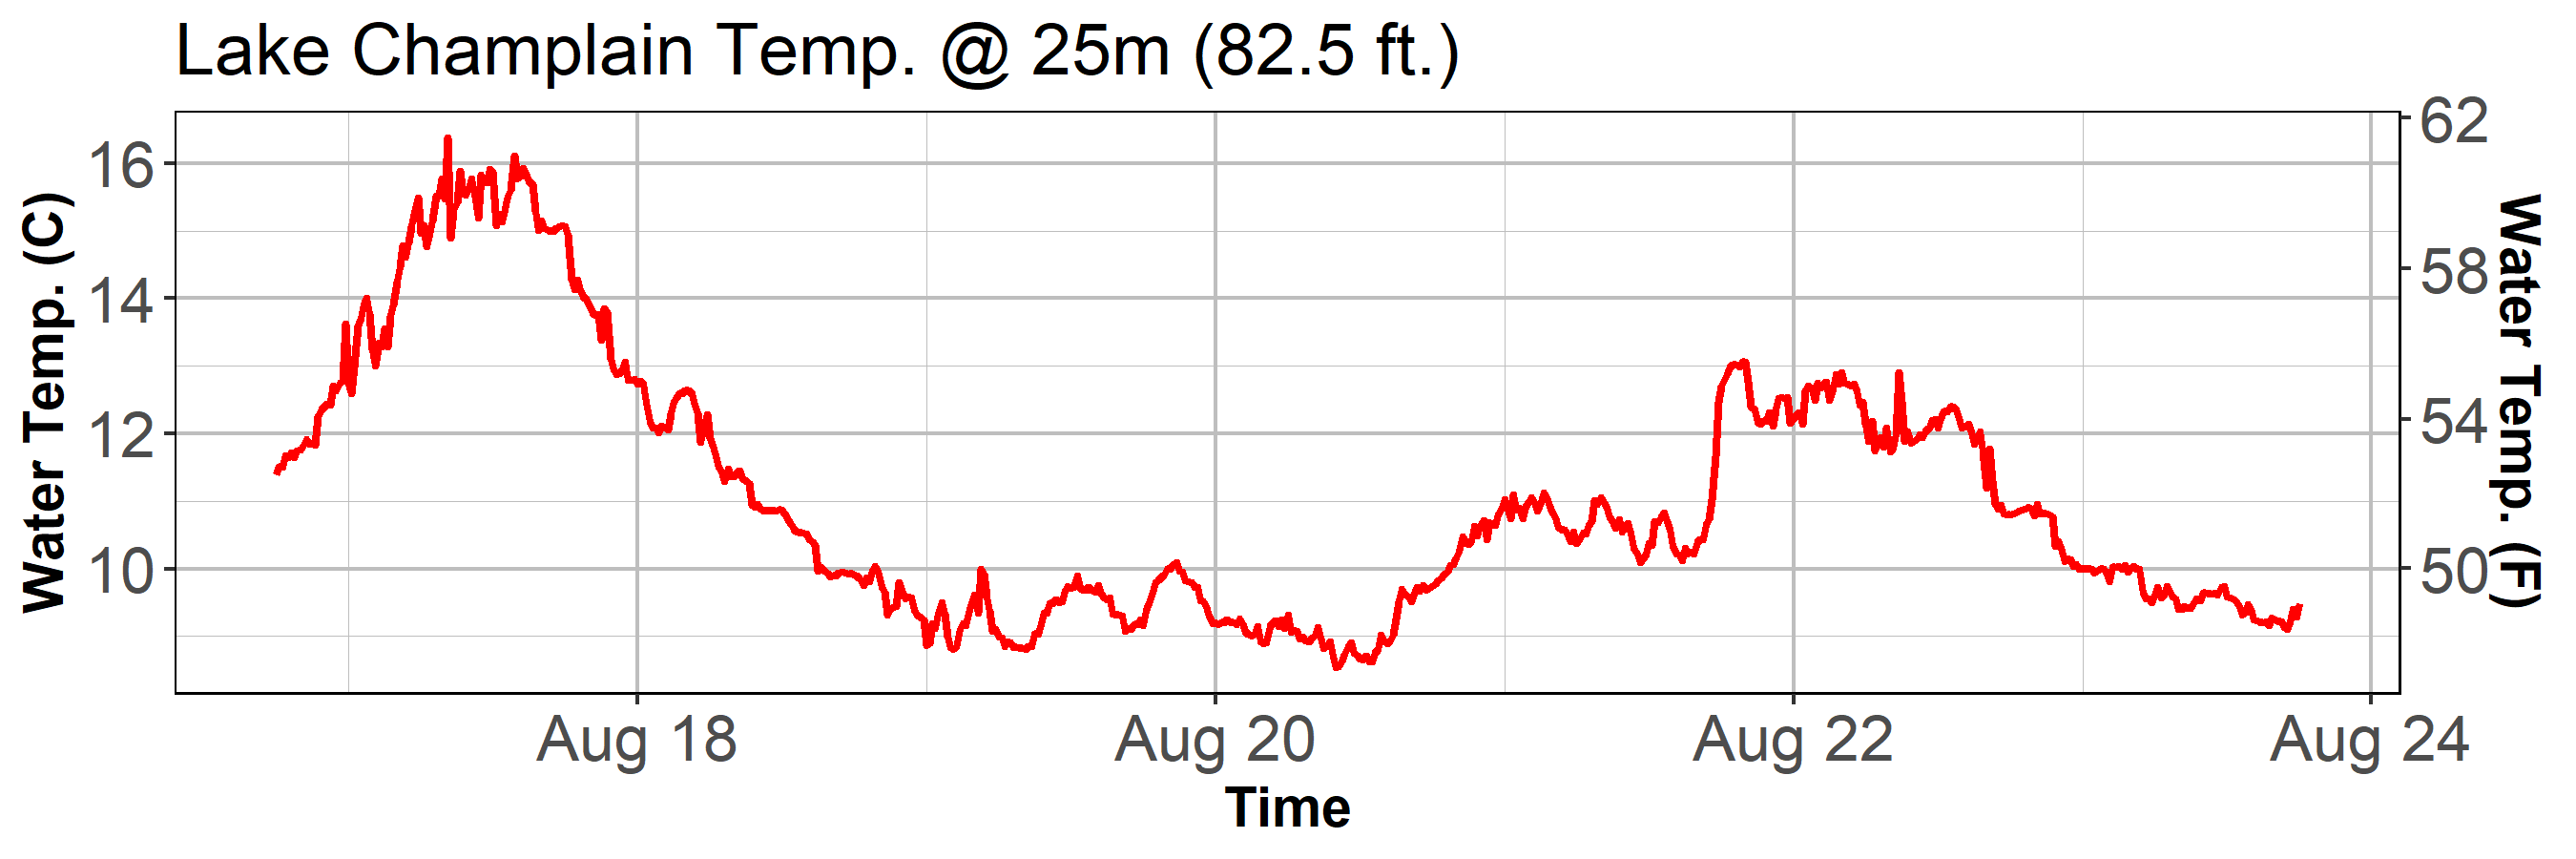 Lake Champlain Temp. @ 25m (82.5 ft.)
Water Temp. (C)
16
14
12
10
62
58
54
50
Water Temp. (F)
Aug 18
Aug 20
Aug 22
Aug 24
Time